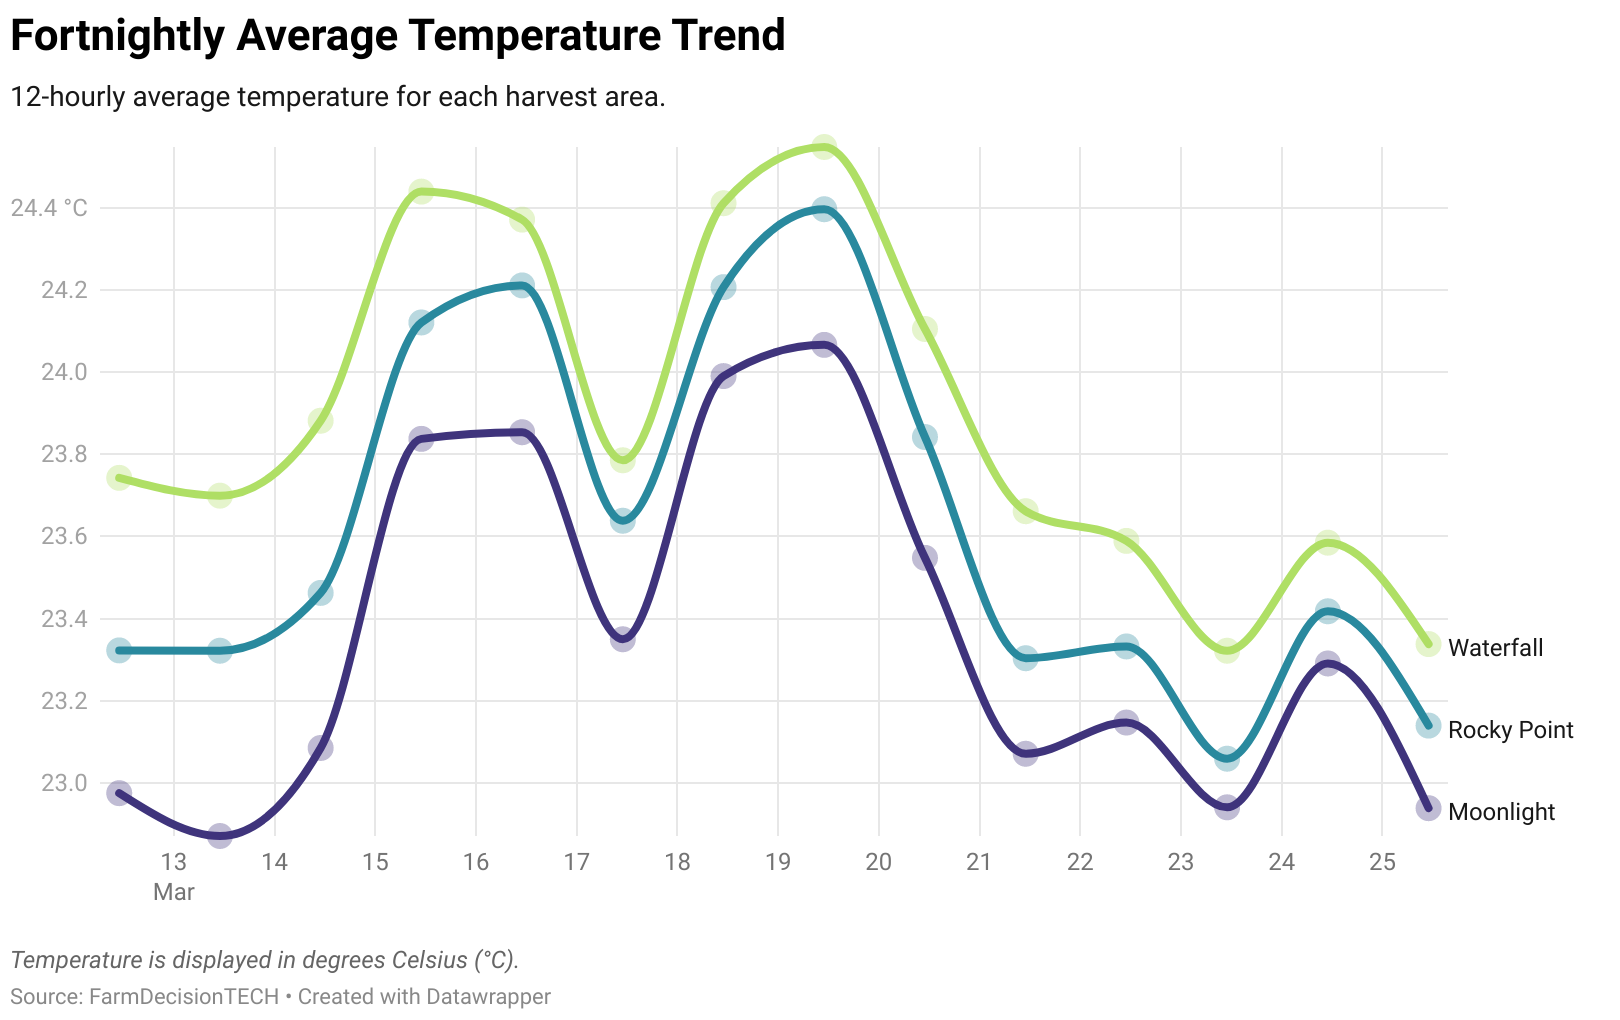 Fortnightly Average Temperature Trend
12-hourly average temperature for each harvest area.
24.4 °C
24.2
24.0
23.8
23.6
23.4
23.2
23.0
Waterfall
Rocky Point
Moonlight
13 14 15 16 17 18 19 20 21 22 23 24 25
Mar
Temperature is displayed in degrees Celsius (°C).
Source: FarmDecisionTECH • Created with Datawrapper